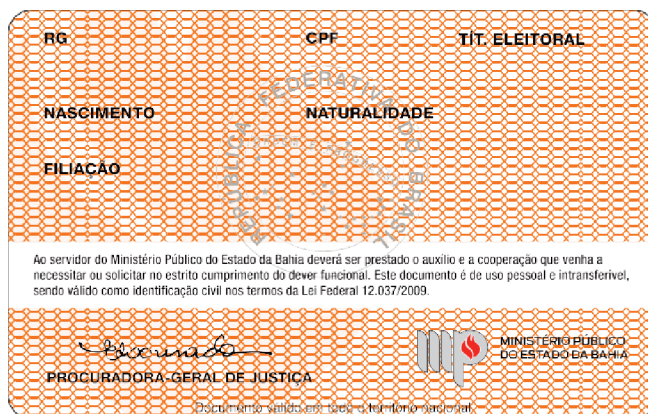 RG CPF TÍT. ELEITORAL
NASCIMENTO NATURALIDADE
FILIAÇÃO
REPÚBLICA FEDERATIVA DO BRASIL
Ao servidor do Ministério Público do Estado da Bahia deverá ser prestado o auxílio e a cooperação que venha a
necessitar ou solicitar no estrito cumprimento do dever funcional. Este documento é de uso pessoal e intransferível,
sendo válido como identificação civil nos termos da Lei Federal 12.037/2009.
mp MINISTÉRIO PÚBLICO
DO ESTADO DA BAHIA
PROCURADORA-GERAL DE JUSTIÇA
Documento válido em todo o território nacional